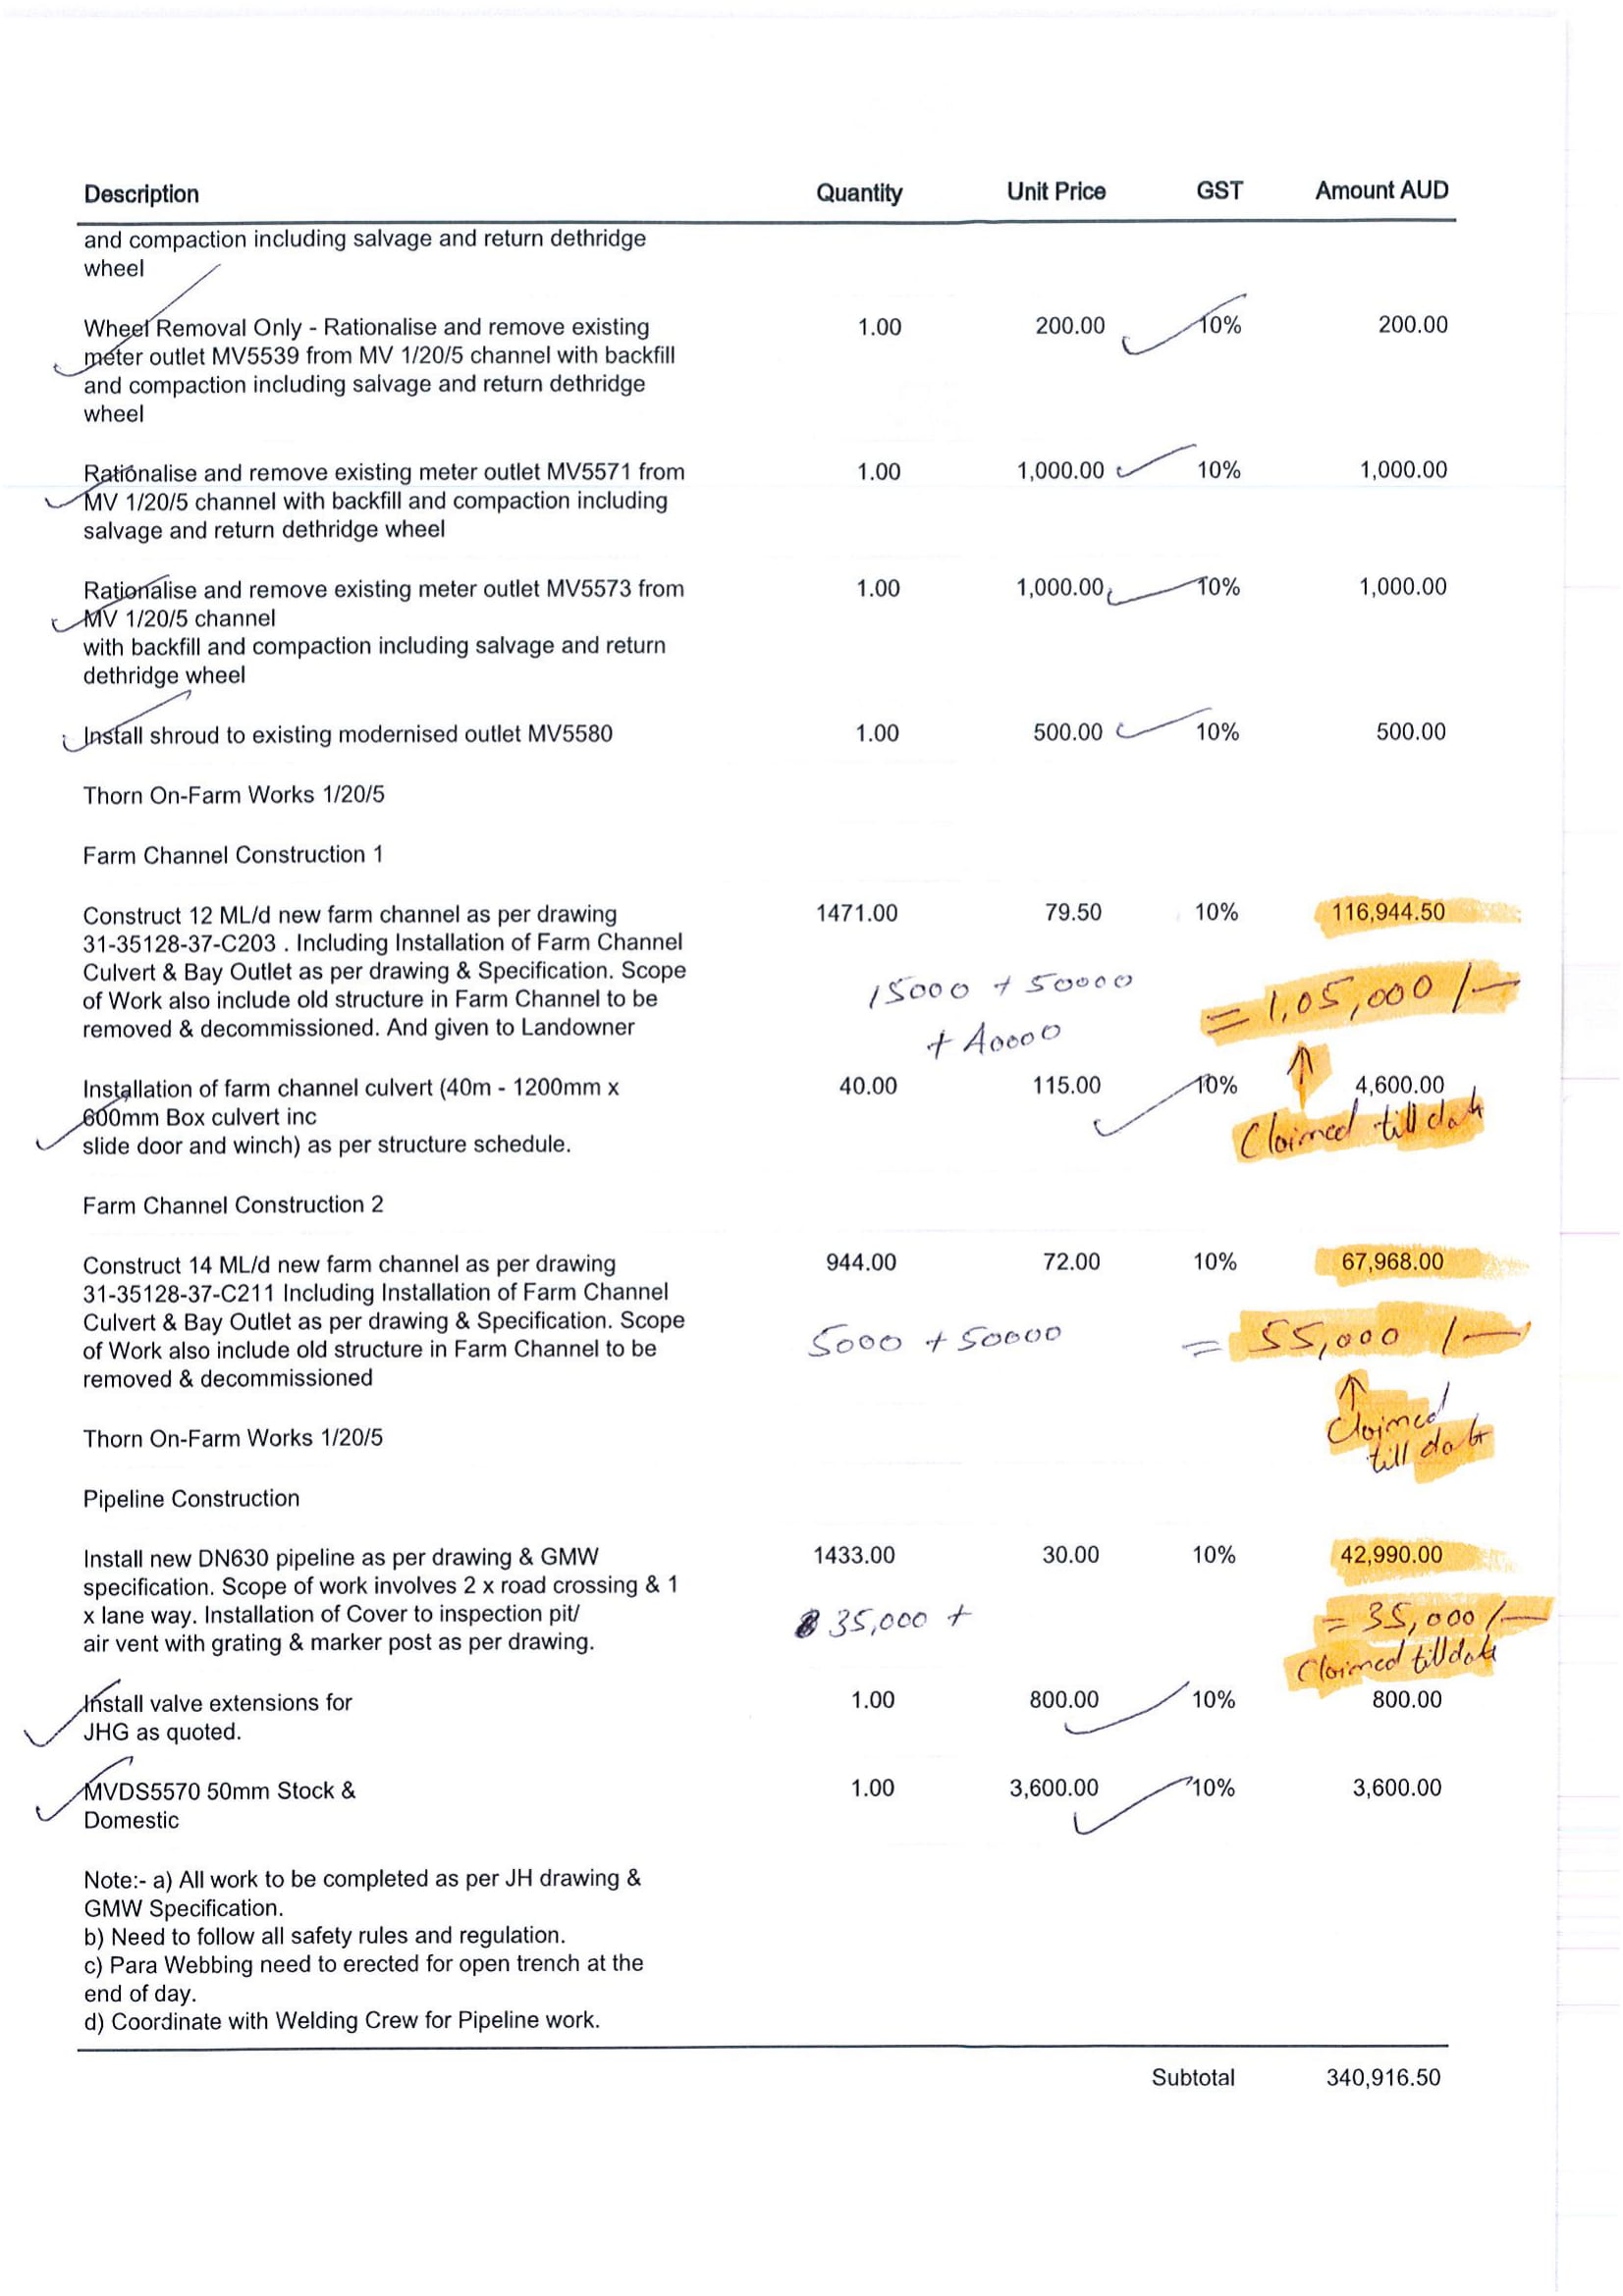 Description Quantity Unit Price GST Amount AUD
and compaction including salvage and return dethridge
wheel
Wheel Removal Only - Rationalise and remove existing 1.00 200.00 10% 200.00
meter outlet MV5539 from MV 1/20/5 channel with backfill
and compaction including salvage and return dethridge
wheel
Rationalise and remove existing meter outlet MV5571 from 1.00 1,000.00 10% 1,000.00
MV 1/20/5 channel with backfill and compaction including
salvage and return dethridge wheel
Rationalise and remove existing meter outlet MV5573 from 1.00 1,000.00 10% 1,000.00
MV 1/20/5 channel
with backfill and compaction including salvage and return
dethridge wheel
Install shroud to existing modernised outlet MV5580 1.00 500.00 10% 500.00
Thorn On-Farm Works 1/20/5
Farm Channel Construction 1
Construct 12 ML/d new farm channel as per drawing 1471.00 79.50 10% 116,944.50
31-35128-37-C203 . Including Installation of Farm Channel
Culvert & Bay Outlet as per drawing & Specification. Scope
of Work also include old structure in Farm Channel to be 15000 + 50000 = 1,05,000 /-
removed & decommissioned. And given to Landowner + 40000
Installation of farm channel culvert (40m - 1200mm x 40.00 115.00 10% 4,600.00
600mm Box culvert inc Claimed till date
slide door and winch) as per structure schedule.
Farm Channel Construction 2
Construct 14 ML/d new farm channel as per drawing 944.00 72.00 10% 67,968.00
31-35128-37-C211 Including Installation of Farm Channel
Culvert & Bay Outlet as per drawing & Specification. Scope
of Work also include old structure in Farm Channel to be 5000 + 50000 = 55,000 /-
removed & decommissioned
Claimed
till date
Thorn On-Farm Works 1/20/5
Pipeline Construction
Install new DN630 pipeline as per drawing & GMW 1433.00 30.00 10% 42,990.00
specification. Scope of work involves 2 x road crossing & 1
x lane way. Installation of Cover to inspection pit/ 35,000 + = 35,000 /-
air vent with grating & marker post as per drawing. Claimed till date
Install valve extensions for 1.00 800.00 10% 800.00
JHG as quoted.
MVDS5570 50mm Stock & 1.00 3,600.00 10% 3,600.00
Domestic
Note:- a) All work to be completed as per JH drawing &
GMW Specification.
b) Need to follow all safety rules and regulation.
c) Para Webbing need to erected for open trench at the
end of day.
d) Coordinate with Welding Crew for Pipeline work.
Subtotal 340,916.50